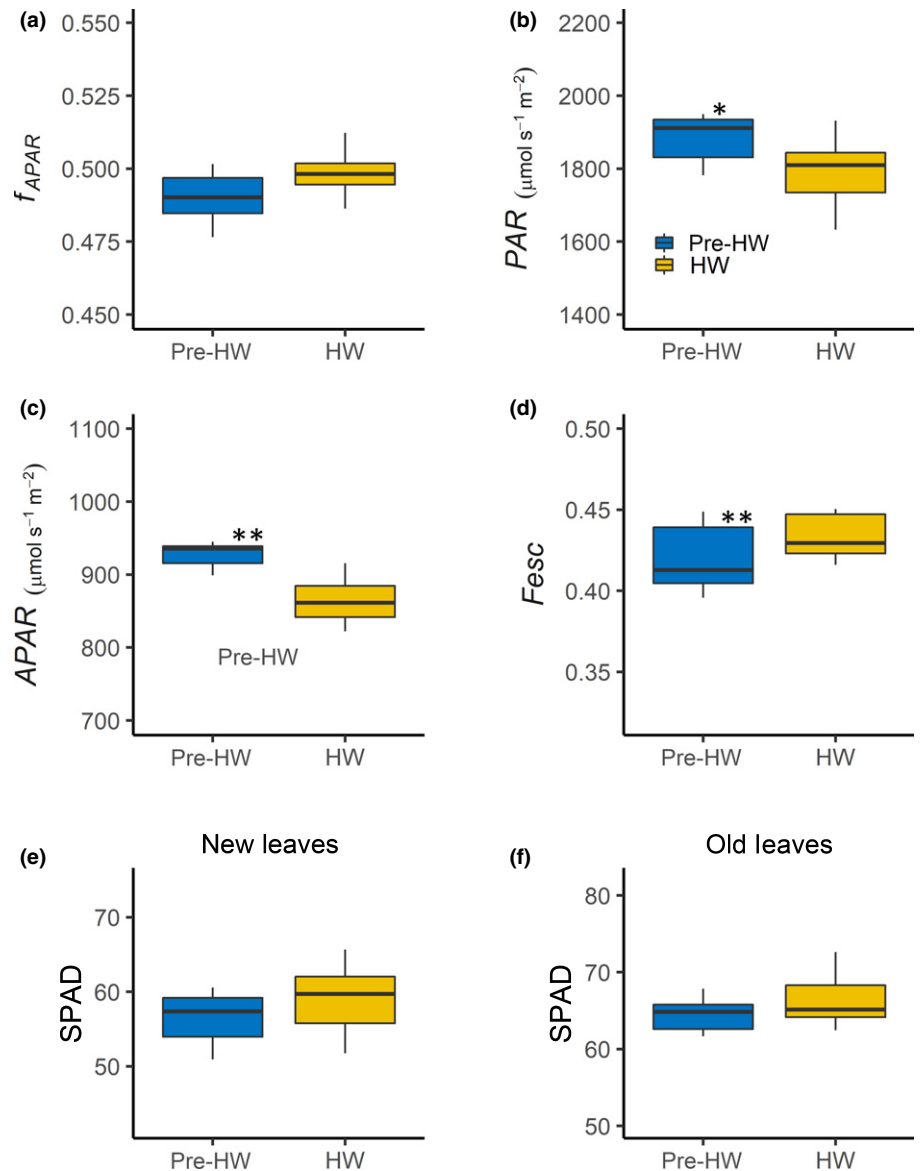 (a)
0.550
0.525
0.500
0.475
0.450
fAPAR
Pre-HW HW
(b)
2200
2000
1800
1600
1400
PAR (μmol s−1 m−2)
*
Pre-HW
HW
Pre-HW HW
(c)
1100
1000
900
800
700
APAR (μmol s−1 m−2)
**
Pre-HW
Pre-HW HW
(d)
0.50
0.45
0.40
0.35
Fesc
**
Pre-HW HW
New leaves
(e)
70
60
50
SPAD
Pre-HW HW
Old leaves
(f)
80
70
60
50
SPAD
Pre-HW HW